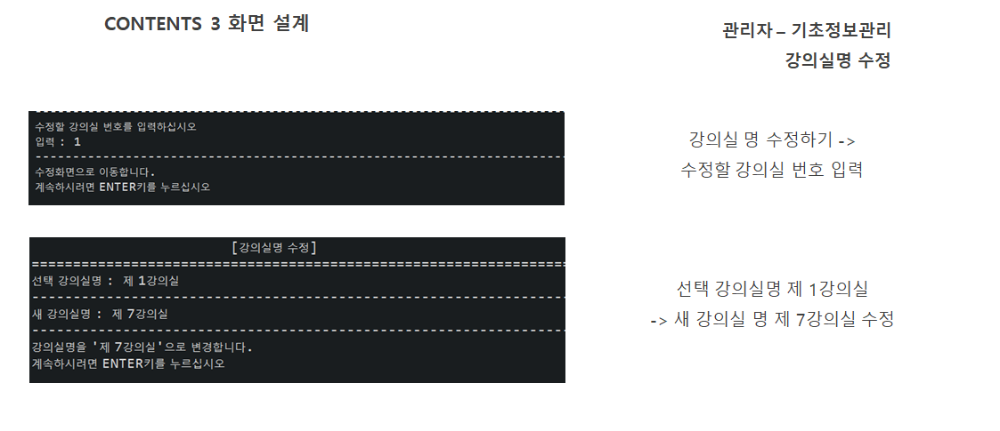 CONTENTS 3 화면 설계
관리자 – 기초정보관리
강의실명 수정
수정할 강의실 번호를 입력하십시오
입력 : 1
수정화면으로 이동합니다.
계속하시려면 ENTER키를 누르십시오
강의실 명 수정하기 ->
수정할 강의실 번호 입력
[강의실명 수정]
선택 강의실명 : 제 1강의실
새 강의실명 : 제 7강의실
강의실명을 '제 7강의실'으로 변경합니다.
계속하시려면 ENTER키를 누르십시오
선택 강의실명 제 1강의실
-> 새 강의실 명 제 7강의실 수정